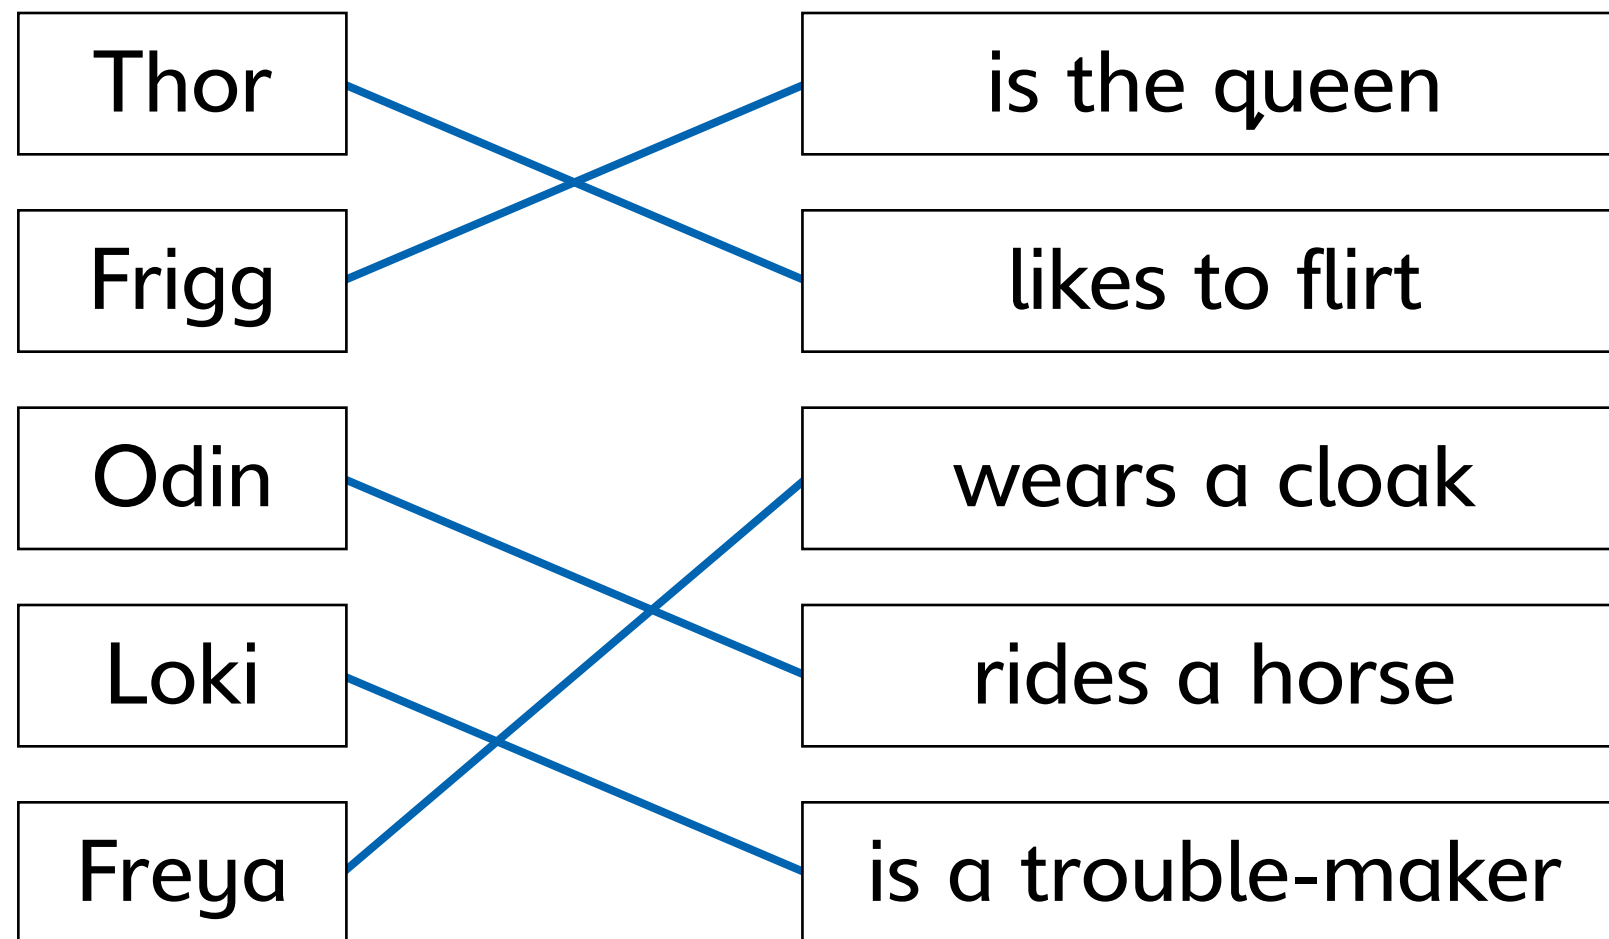 Thor
is the queen
Frigg
likes to flirt
Odin
wears a cloak
Loki
rides a horse
Freya
is a trouble-maker